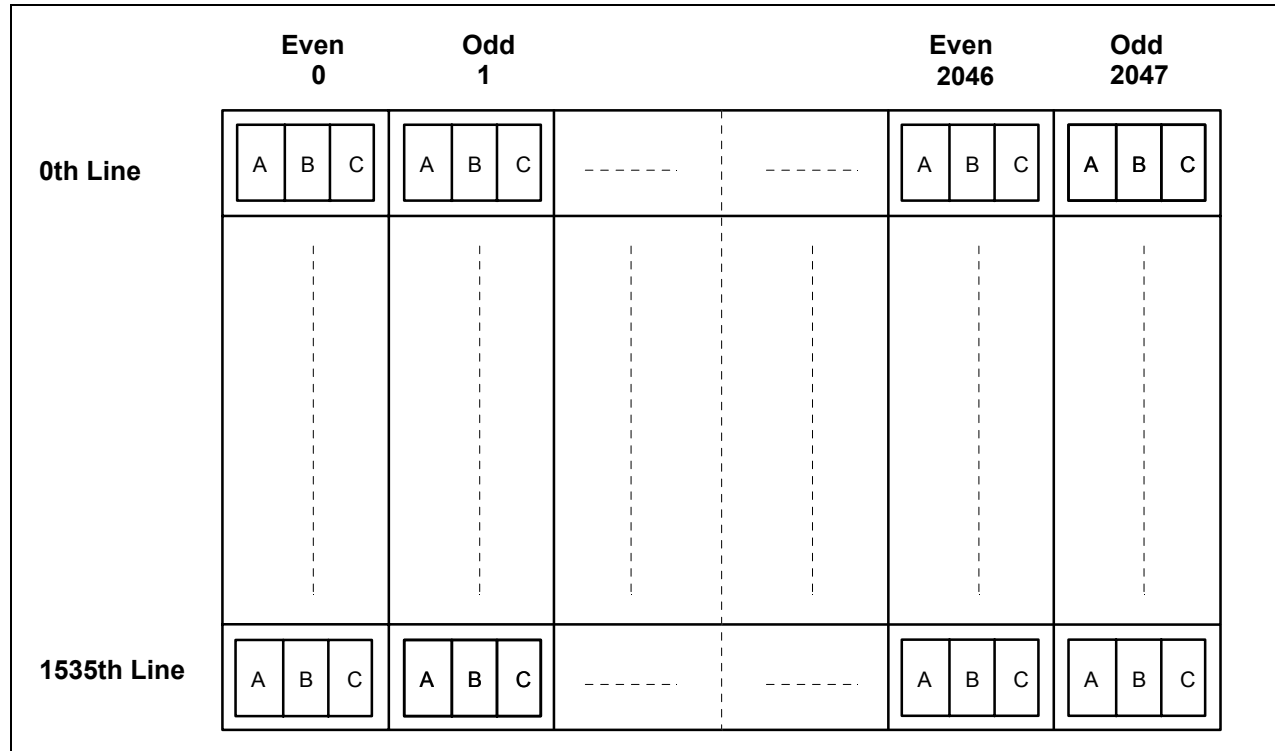 Even Odd Even Odd
0 1 2046 2047
0th Line A B C A B C A B C A B C
1535th Line A B C A B C A B C A B C